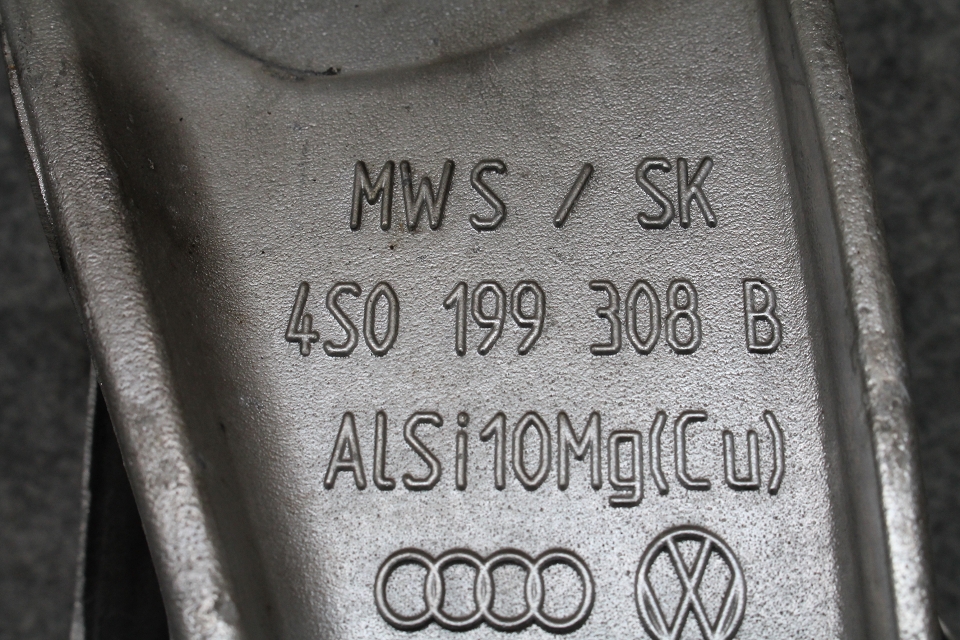 MWS / SK
4S0 199 308 B
AlSi10Mg(Cu)